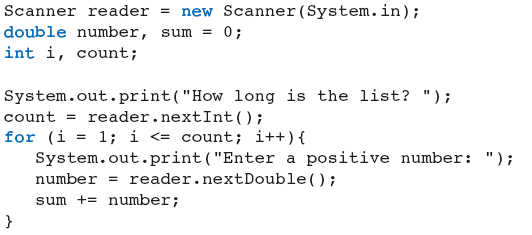 Scanner reader = new Scanner(System.in);
double number, sum = 0;
int i, count;

System.out.print("How long is the list? ");
count = reader.nextInt();
for (i = 1; i <= count; i++){
   System.out.print("Enter a positive number: ");
   number = reader.nextDouble();
   sum += number;
}